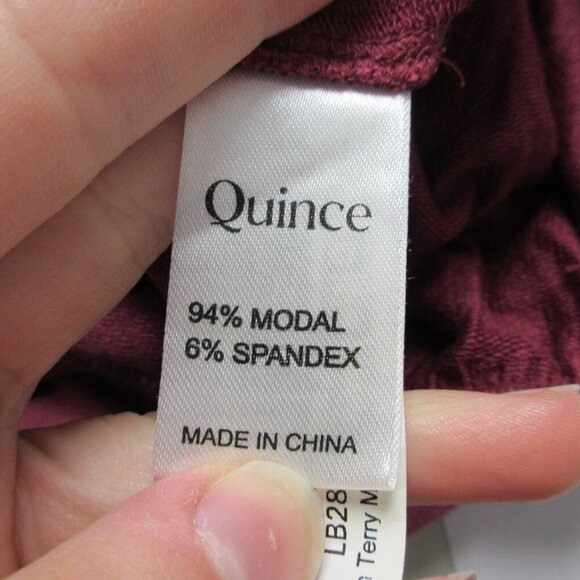 Quince
94% MODAL
6% SPANDEX
MADE IN CHINA
LB28
Terry